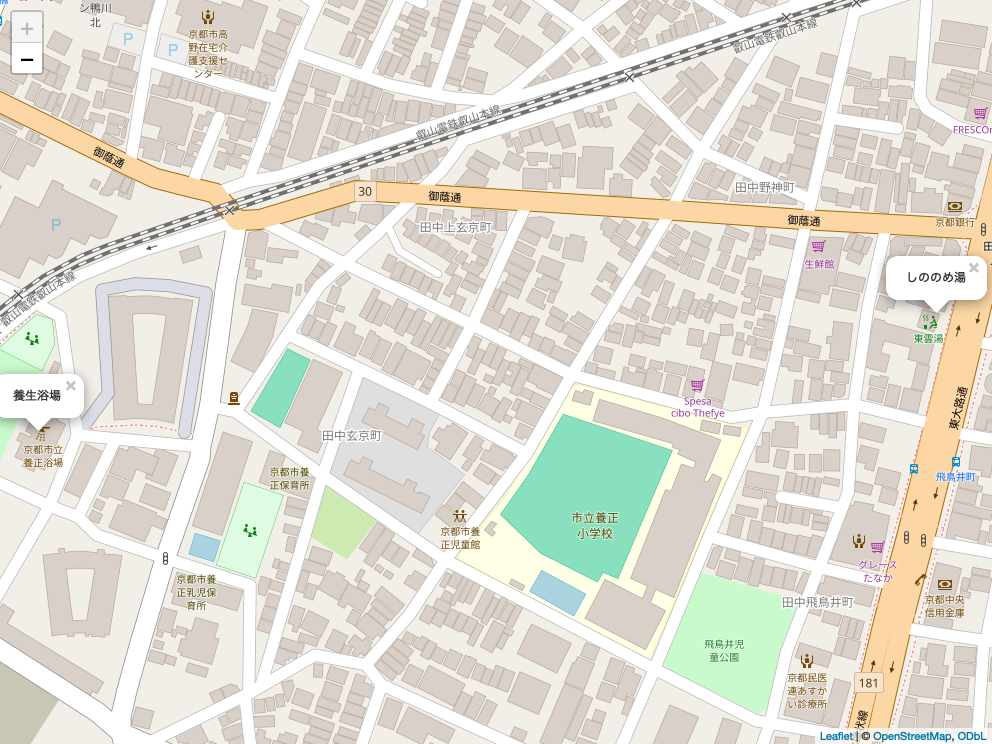 ン鴨川
北
+
−
P
P
京都市高
野在宅介
護支援セ
ンター
叡山電鉄叡山本線
叡山電鉄叡山本線
FRESCO
御蔭通
30
御蔭通
田中野神町
御蔭通
京都銀行
P
田中上玄京町
生鮮館
しののめ湯
×
叡山電鉄叡山本線
東雲湯
養生浴場
×
Spesa
cibo Thefye
東大路通
田中玄京町
京都市立
養正浴場
京都市養
正保育所
飛鳥井町
市立養正
小学校
京都市養
正児童館
グレース
たなか
京都市養
正乳児保
育所
田中飛鳥井町
京都中央
信用金庫
飛鳥井児
童公園
京都民医
連あすか
い診療所
181
Leaflet | © OpenStreetMap, ODbL